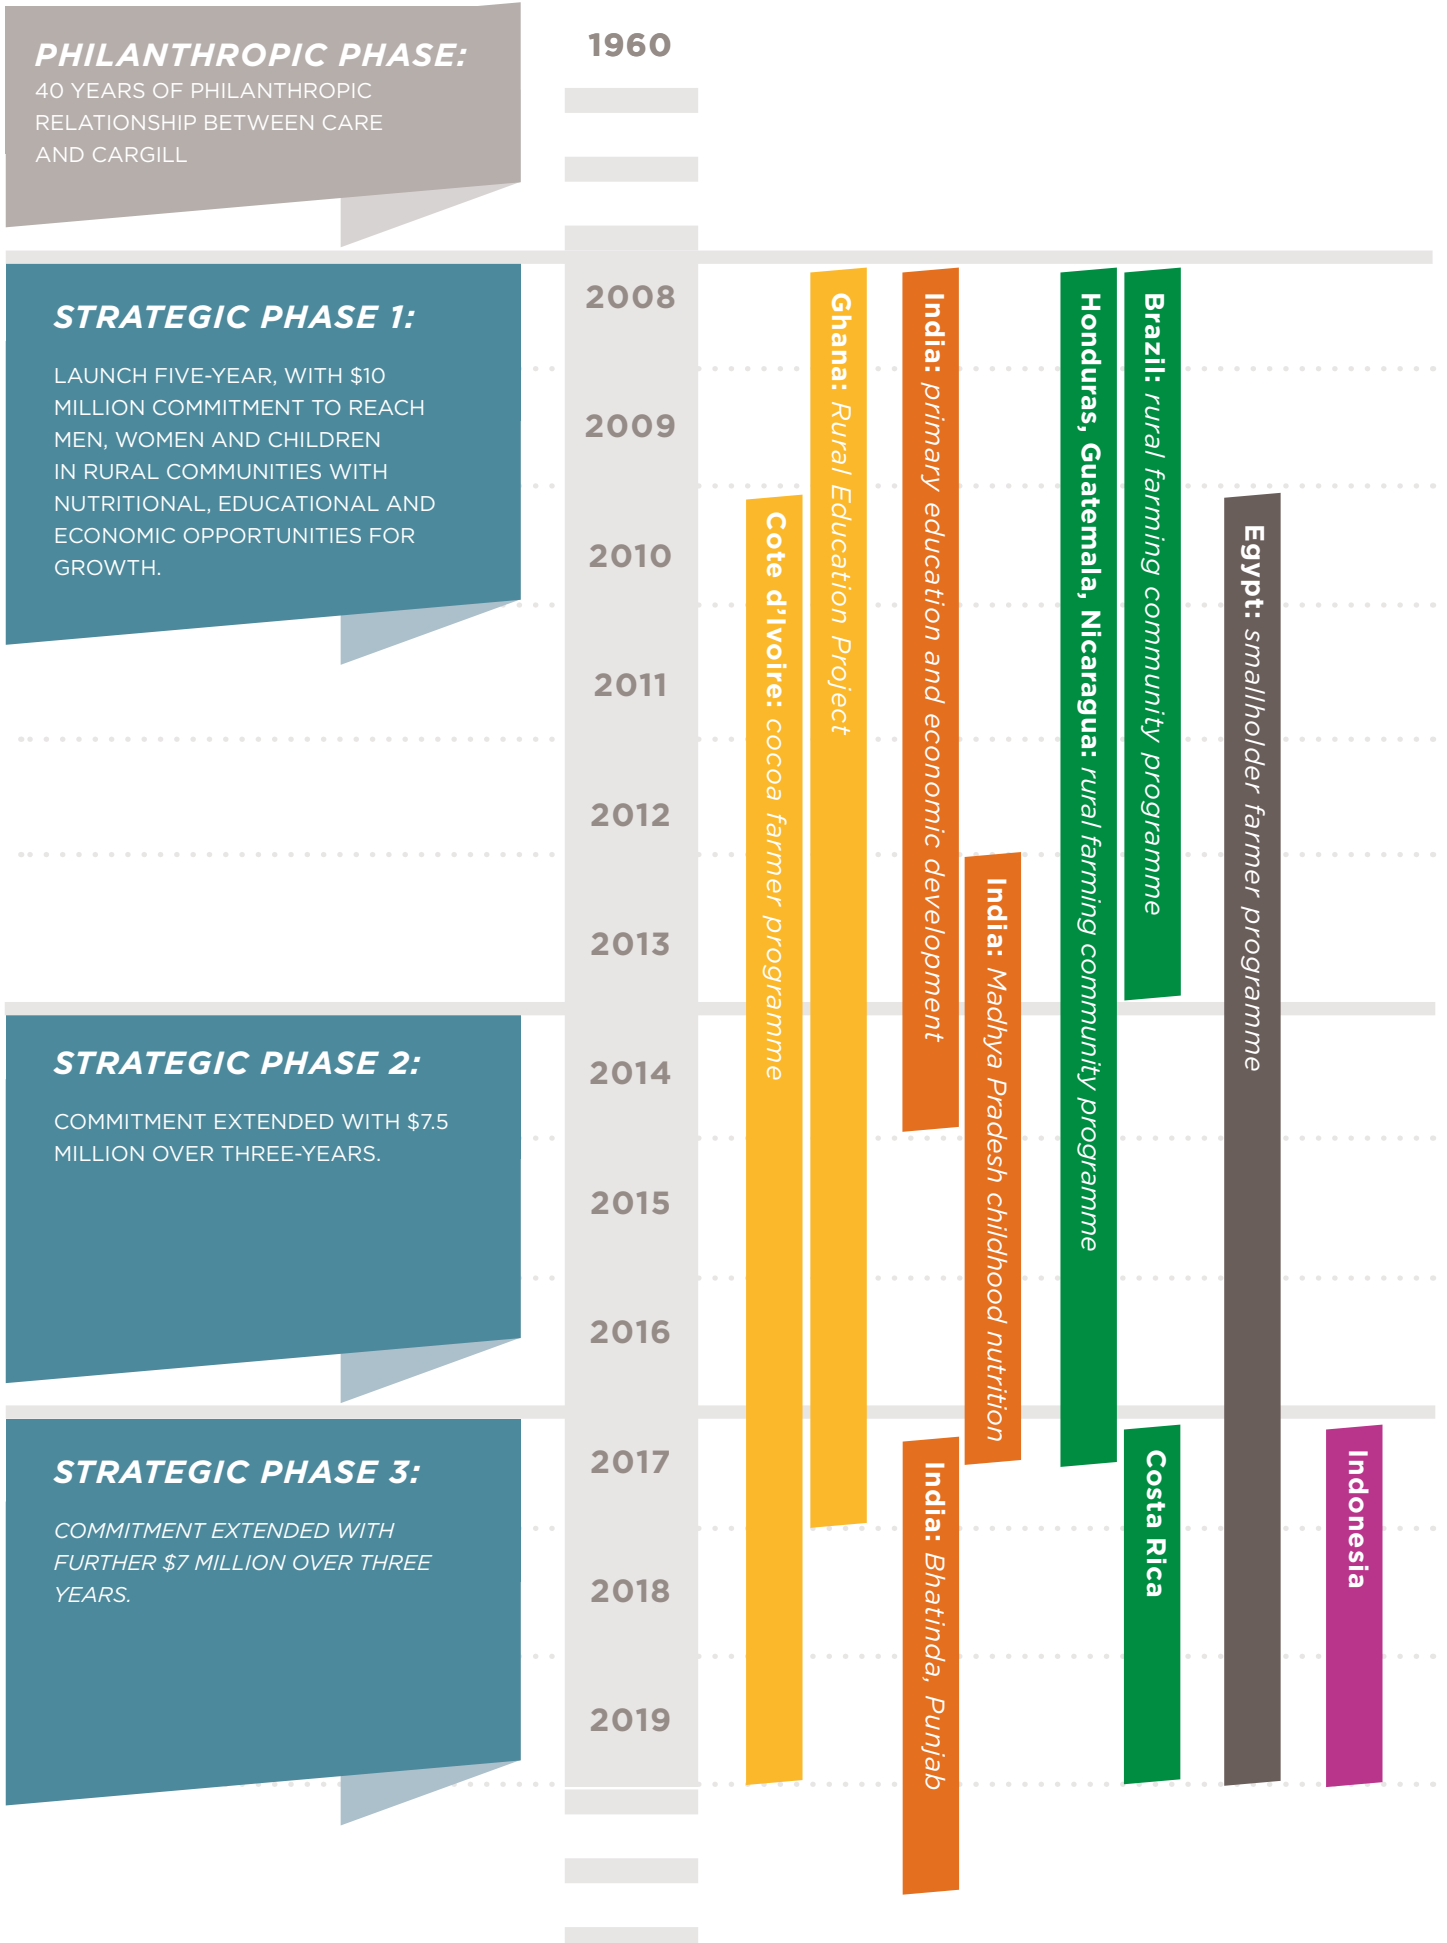 PHILANTHROPIC PHASE:
40 YEARS OF PHILANTHROPIC
RELATIONSHIP BETWEEN CARE
AND CARGILL
STRATEGIC PHASE 1:
LAUNCH FIVE-YEAR, WITH $10
MILLION COMMITMENT TO REACH
MEN, WOMEN AND CHILDREN
IN RURAL COMMUNITIES WITH
NUTRITIONAL, EDUCATIONAL AND
ECONOMIC OPPORTUNITIES FOR
GROWTH.
STRATEGIC PHASE 2:
COMMITMENT EXTENDED WITH $7.5
MILLION OVER THREE-YEARS.
STRATEGIC PHASE 3:
COMMITMENT EXTENDED WITH
FURTHER $7 MILLION OVER THREE
YEARS.
1960
2008
2009
2010
2011
2012
2013
2014
2015
2016
2017
2018
2019
Cote d'Ivoire: cocoa farmer programme
Ghana: Rural Education Project
India: primary education and economic development
India: Madhya Pradesh childhood nutrition
India: Bhatinda, Punjab
Honduras, Guatemala, Nicaragua: rural farming community programme
Brazil: rural farming community programme
Costa Rica
Egypt: smallholder farmer programme
Indonesia